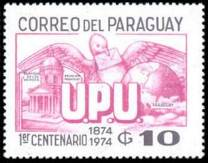 CORREO DEL PARAGUAY
U.P.U.
1er CENTENARIO 1874
1974
₲ 10